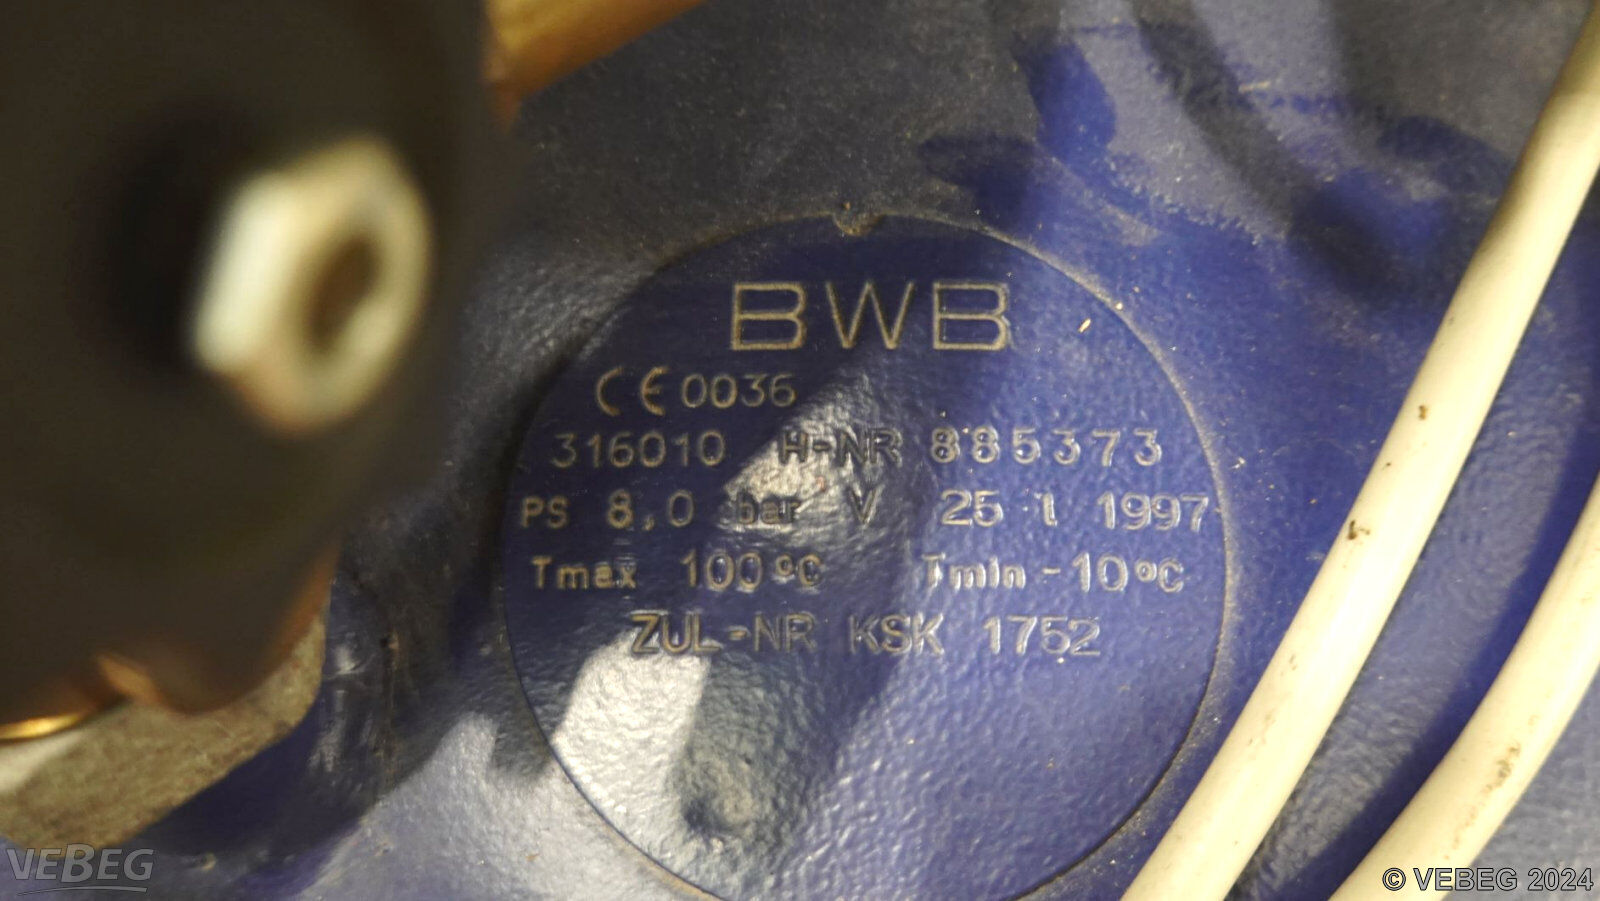 BWB
CE 0036
316010 H-NR 885373
PS 8,0 bar V 25 l 1997
Tmax 100°C Tmin -10°C
ZUL-NR KSK 1752
VEBEG
© VEBEG 2024